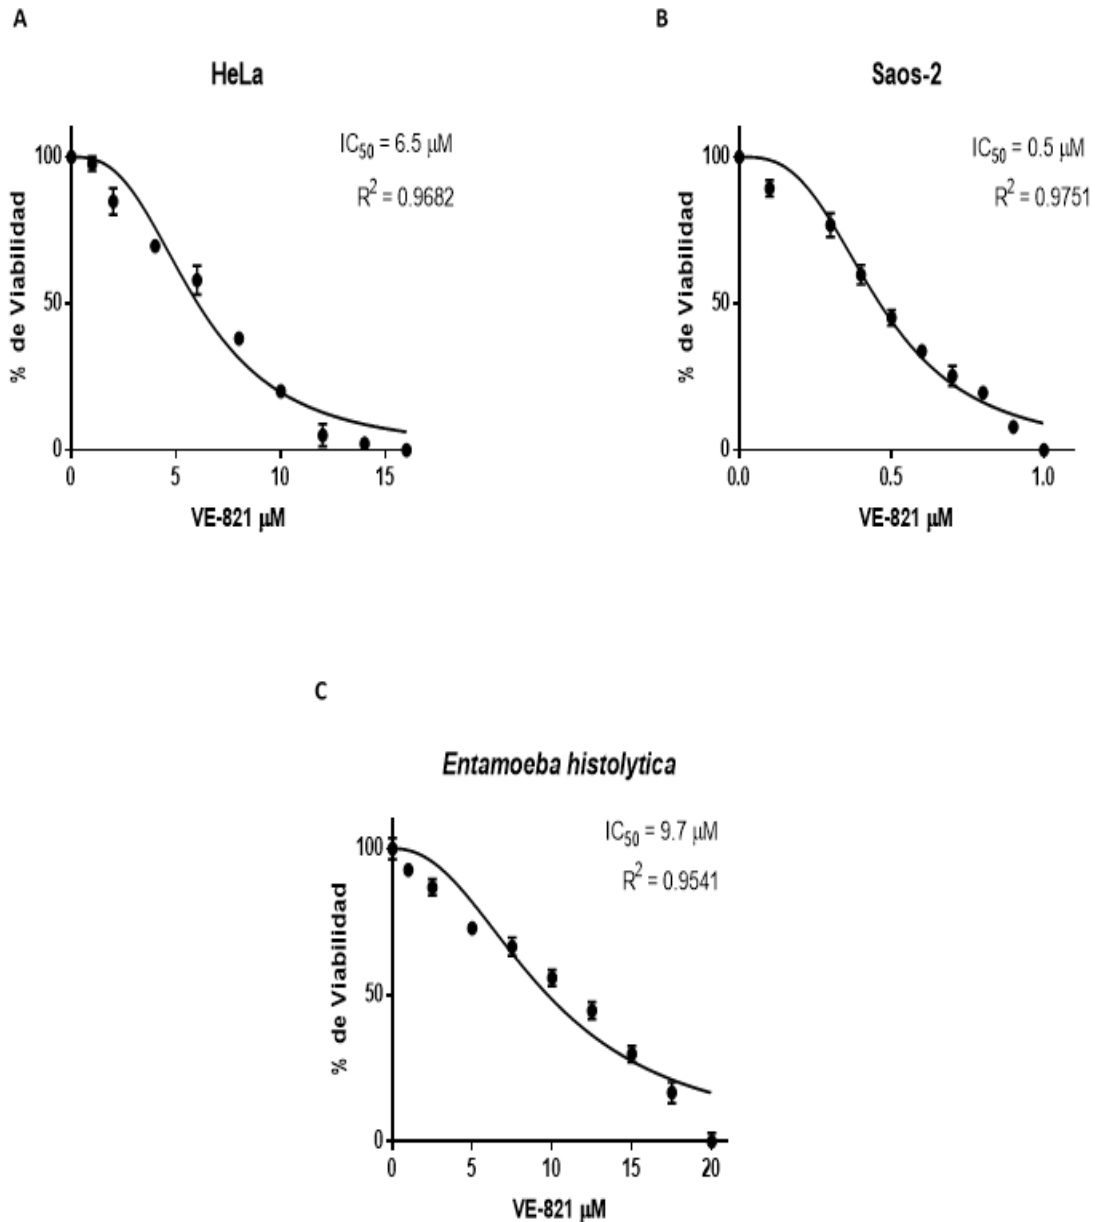 A
HeLa
IC50 = 6.5 µM
R2 = 0.9682
% de Viabilidad
100
50
0
0 5 10 15
VE-821 µM
B
Saos-2
IC50 = 0.5 µM
R2 = 0.9751
% de Viabilidad
100
50
0
0.0 0.5 1.0
VE-821 µM
C
Entamoeba histolytica
IC50 = 9.7 µM
R2 = 0.9541
% de Viabilidad
100
50
0
0 5 10 15 20
VE-821 µM